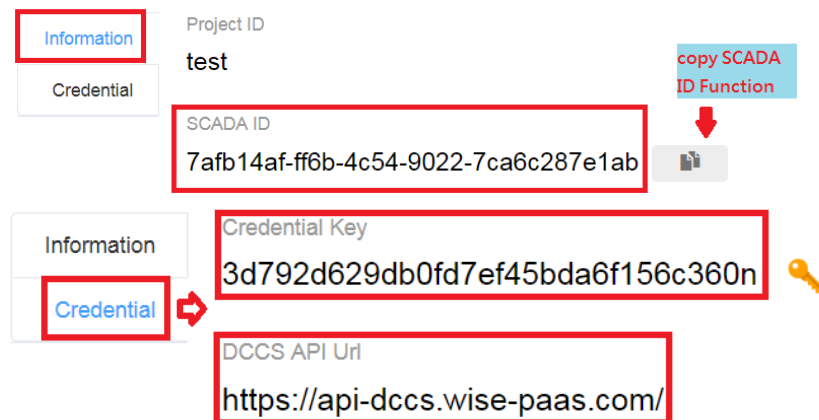 Information
Credential
Project ID
test
copy SCADA
ID Function
SCADA ID
7afb14af-ff6b-4c54-9022-7ca6c287e1ab
Information
Credential
Credential Key
3d792d629db0fd7ef45bda6f156c360n
DCCS API Url
https://api-dccs.wise-paas.com/